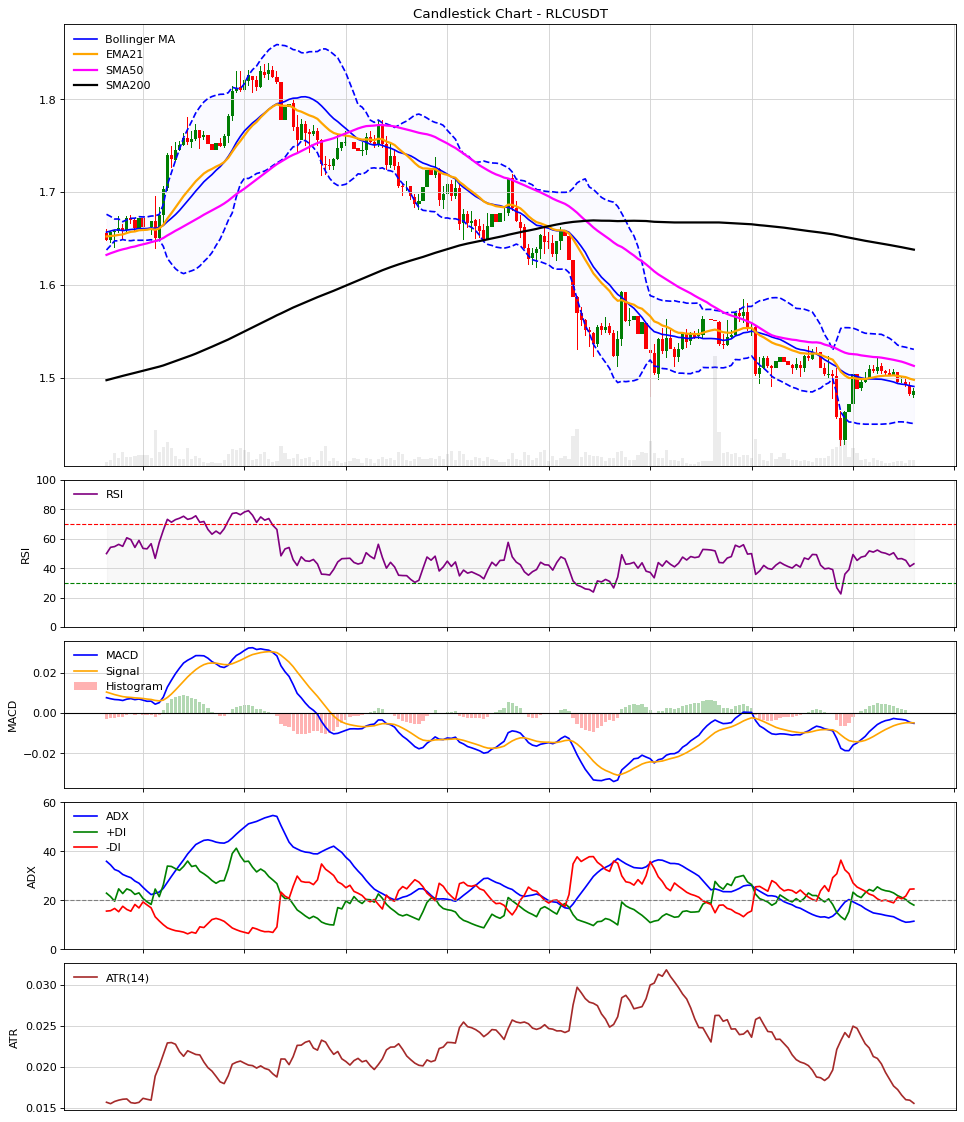 Candlestick Chart - RLCUSDT
Bollinger MA
EMA21
SMA50
SMA200
1.8
1.7
1.6
1.5
RSI
100
80
60
40
20
0
RSI
MACD
Signal
Histogram
0.02
0.00
−0.02
MACD
ADX
+DI
-DI
60
40
20
0
ADX
ATR(14)
0.030
0.025
0.020
0.015
ATR